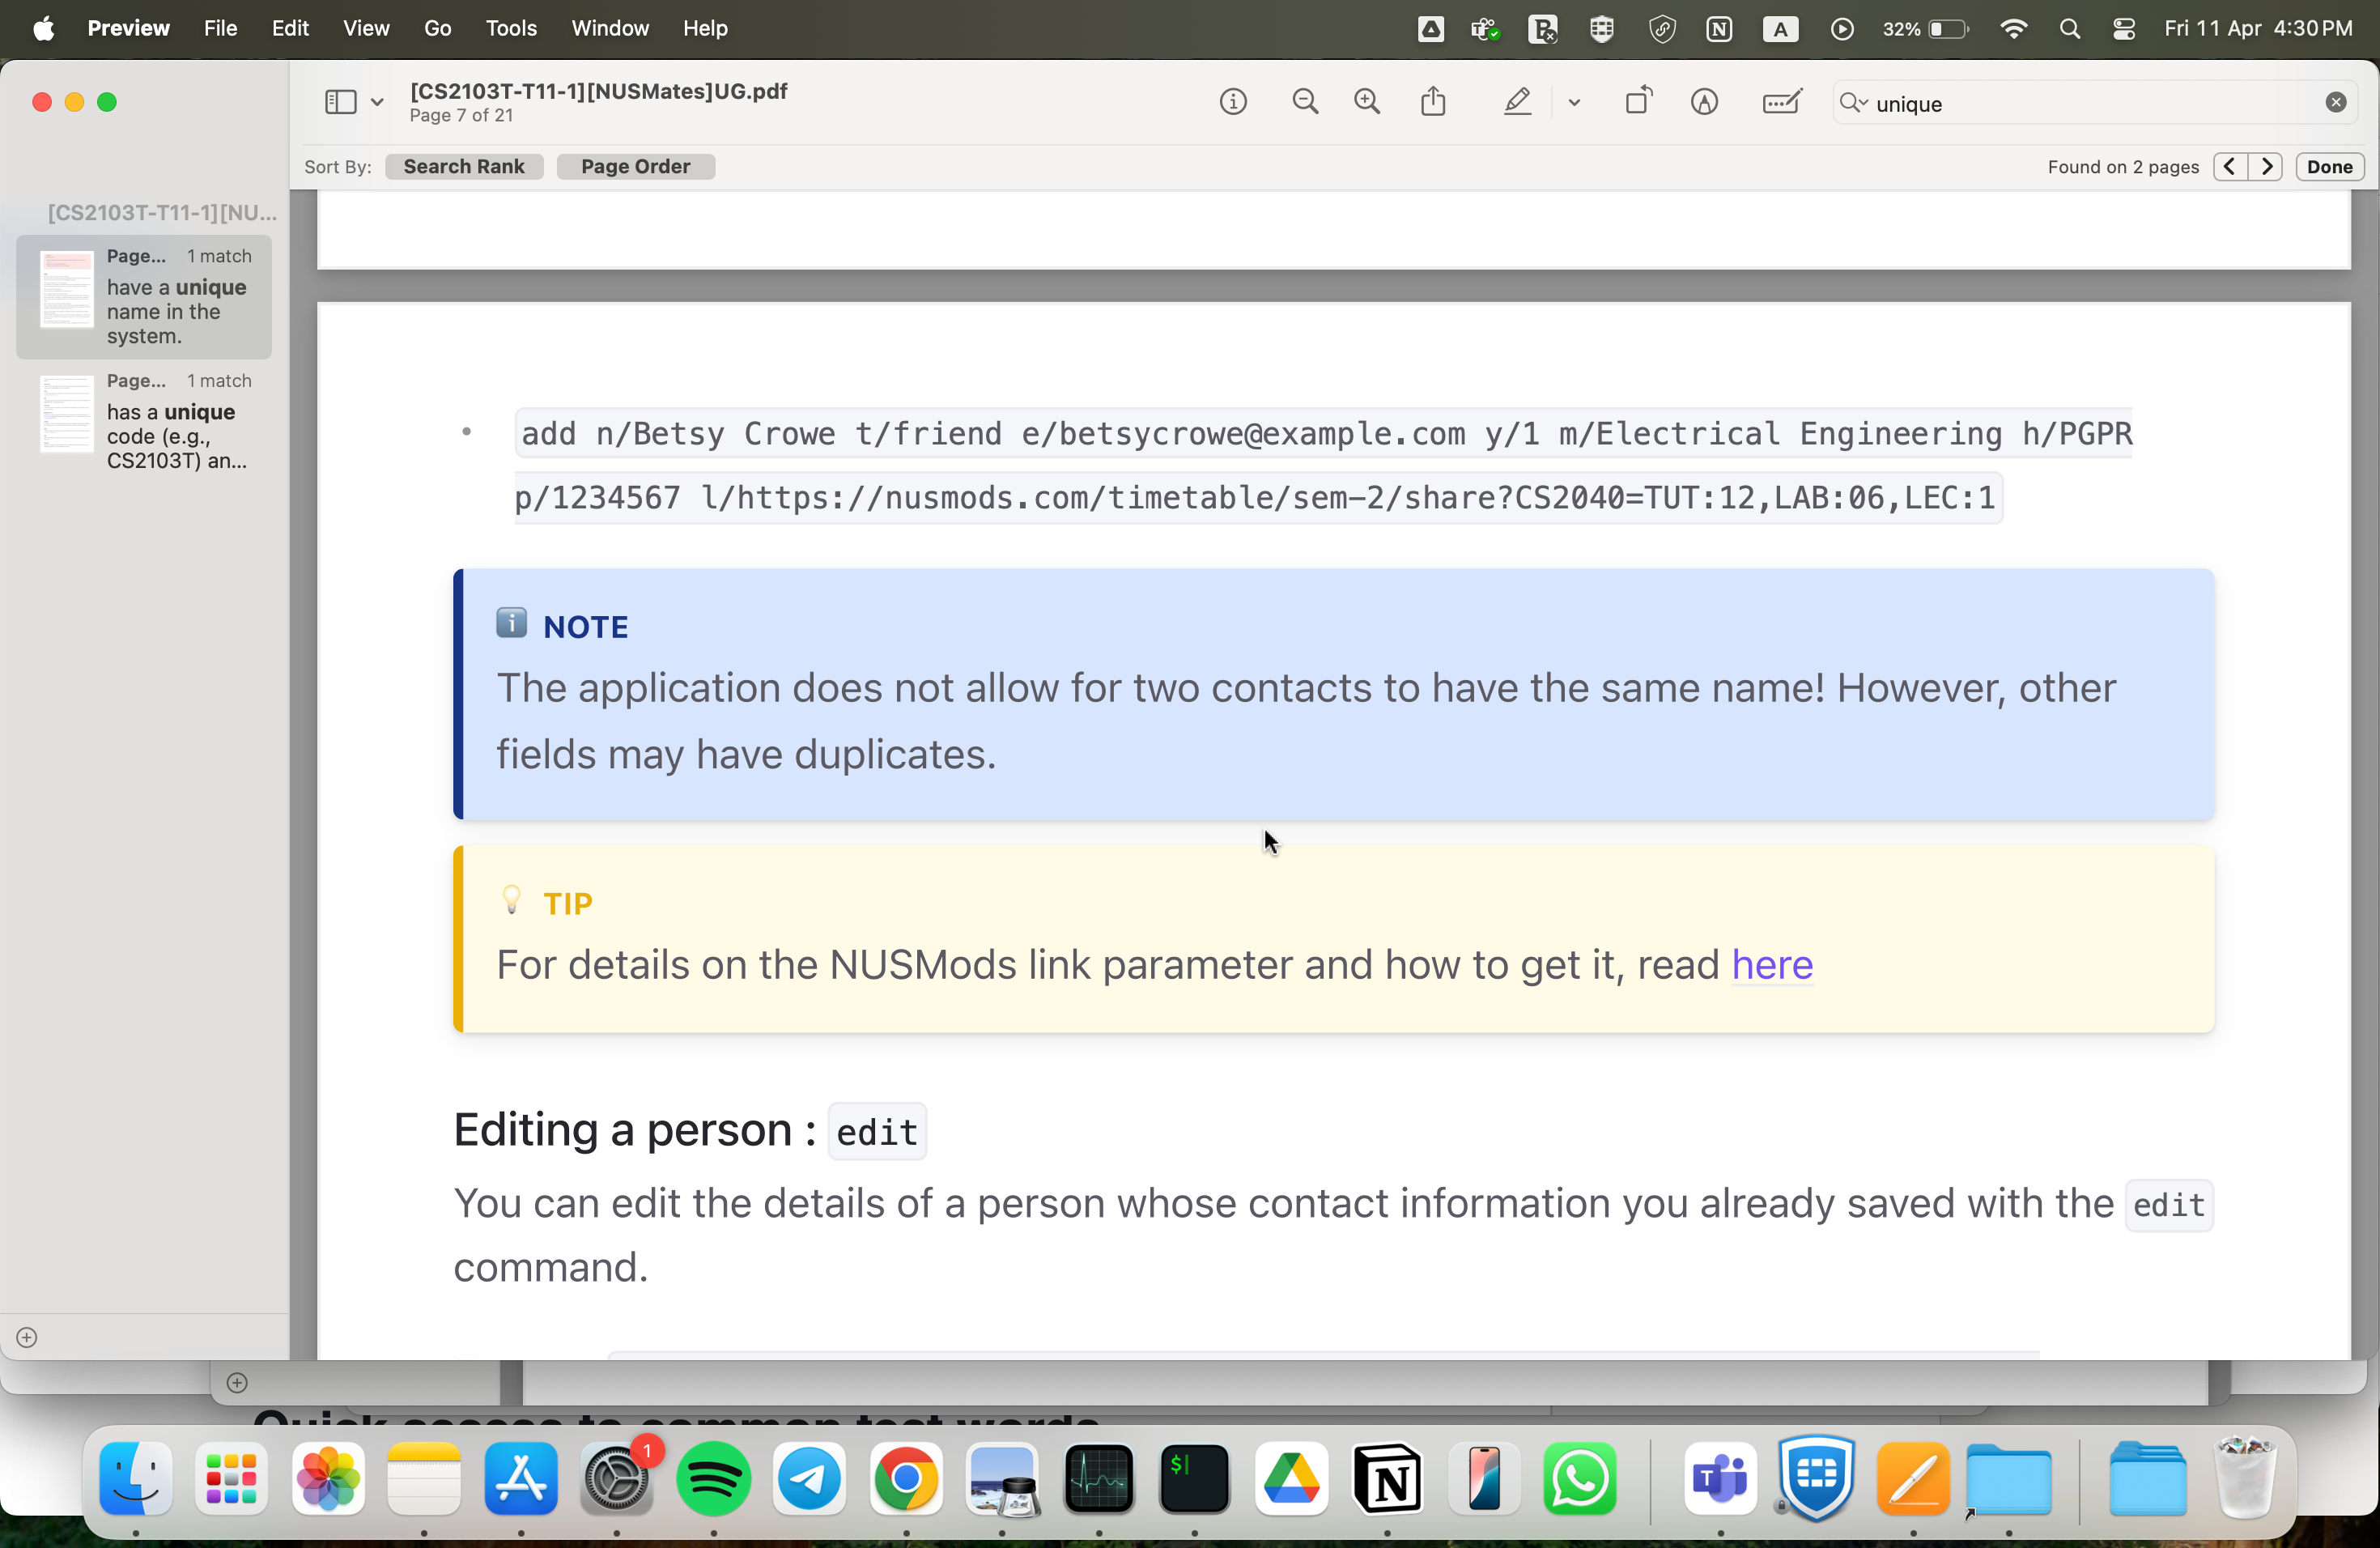 Preview File Edit View Go Tools Window Help
A
32%
Fri 11 Apr 4:30 PM
[CS2103T-T11-1][NUSMates]UG.pdf
Page 7 of 21
unique
Sort By: Search Rank Page Order
Found on 2 pages
Done
[CS2103T-T11-1][NU...
Page... 1 match
have a unique
name in the
system.
Page... 1 match
has a unique
code (e.g.,
CS2103T) an...
• add n/Betsy Crowe t/friend e/betsycrowe@example.com y/1 m/Electrical Engineering h/PGPR
p/1234567 l/https://nusmods.com/timetable/sem-2/share?CS2040=TUT:12,LAB:06,LEC:1
NOTE
The application does not allow for two contacts to have the same name! However, other
fields may have duplicates.
TIP
For details on the NUSMods link parameter and how to get it, read here
Editing a person : edit
You can edit the details of a person whose contact information you already saved with the edit
command.
Quick access to common test words
1
$
N
T